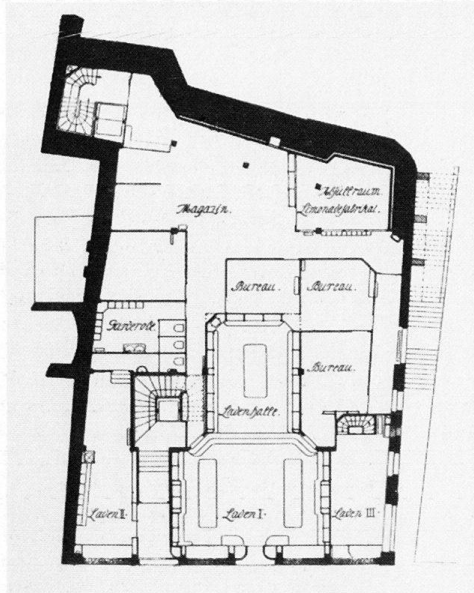 Magazin.
Abfüllraum
Limonadefabrikat.
Bureau.
Bureau.
Garderobe.
Bureau.
Ladenhalle.
Laden II.
Laden I.
Laden III.